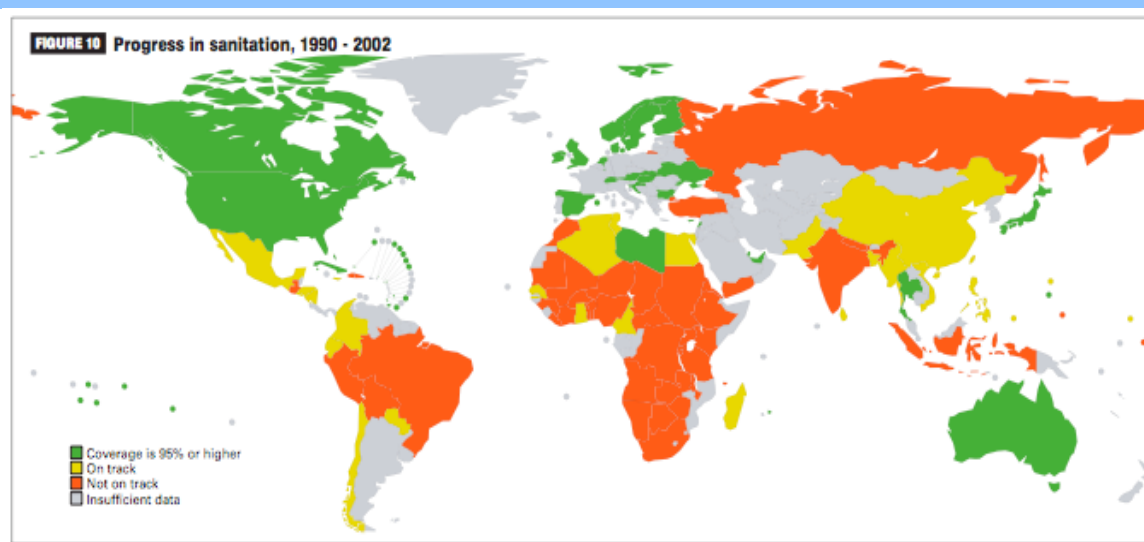 FIGURE 10 Progress in sanitation, 1990 - 2002
Coverage is 95% or higher
On track
Not on track
Insufficient data